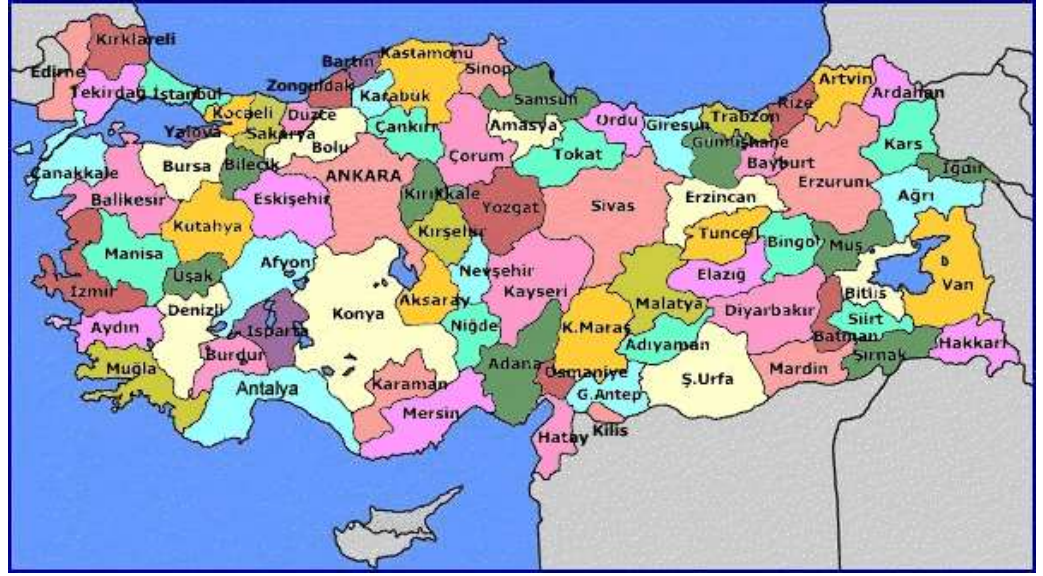 Kırklareli
Edirne
Tekirdağ
İstanbul
Kocaeli
Yalova
Sakarya
Düzce
Zonguldak
Bartın
Karabük
Kastamonu
Sinop
Samsun
Ordu
Giresun
Trabzon
Rize
Artvin
Ardahan
Kars
Iğdır
Gümüşhane
Bayburt
Erzurum
Ağrı
Bolu
Çankırı
Çorum
Amasya
Tokat
Çanakkale
Balikesir
Bursa
Bilecik
Eskişehir
ANKARA
Kırıkkale
Yozgat
Sivas
Erzincan
Kutahya
Kırşehır
Tunceli
Bingöl
Muş
Manisa
Uşak
Afyon
Nevşehir
Kayseri
Elazığ
Bitlis
Van
İzmir
Aksaray
Malatya
Diyarbakır
Denizli
Konya
Niğde
K.Maraş
Adıyaman
Batman
Siirt
Şırnak
Hakkari
Aydın
Isparta
Burdur
Muğla
Antalya
Karaman
Adana
Osmaniye
G.Antep
Ş.Urfa
Mardin
Mersin
Hatay
Kilis